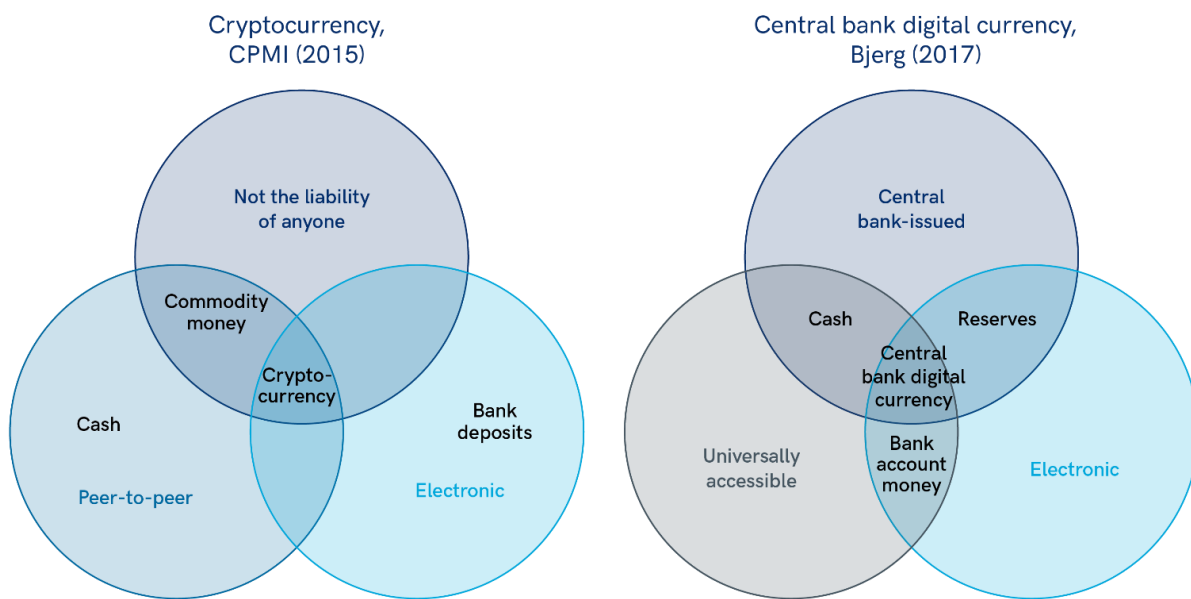 Cryptocurrency,
CPMI (2015)
Not the liability
of anyone
Commodity
money
Crypto-
currency
Cash
Bank
deposits
Peer-to-peer
Electronic
Central bank digital currency,
Bjerg (2017)
Central
bank-issued
Cash
Reserves
Central
bank digital
currency
Bank
account
money
Universally
accessible
Electronic